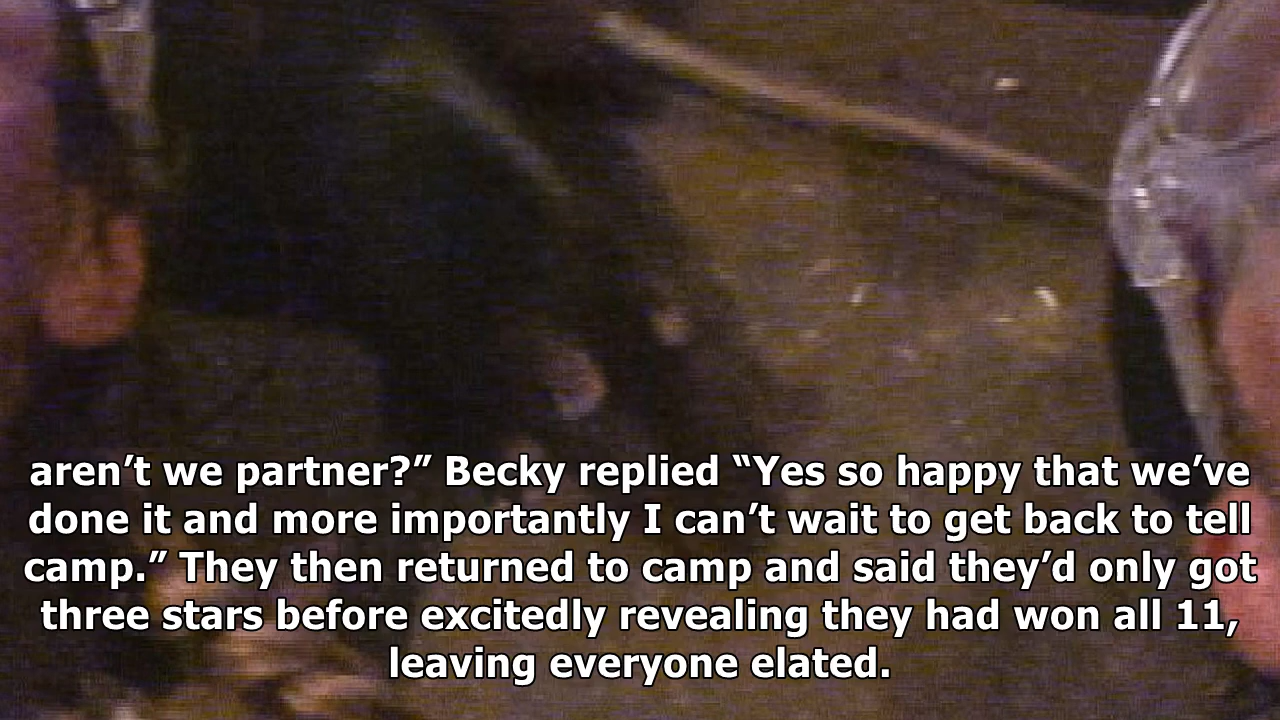 aren’t we partner?” Becky replied “Yes so happy that we’ve
done it and more importantly I can’t wait to get back to tell
camp.” They then returned to camp and said they’d only got
three stars before excitedly revealing they had won all 11,
leaving everyone elated.